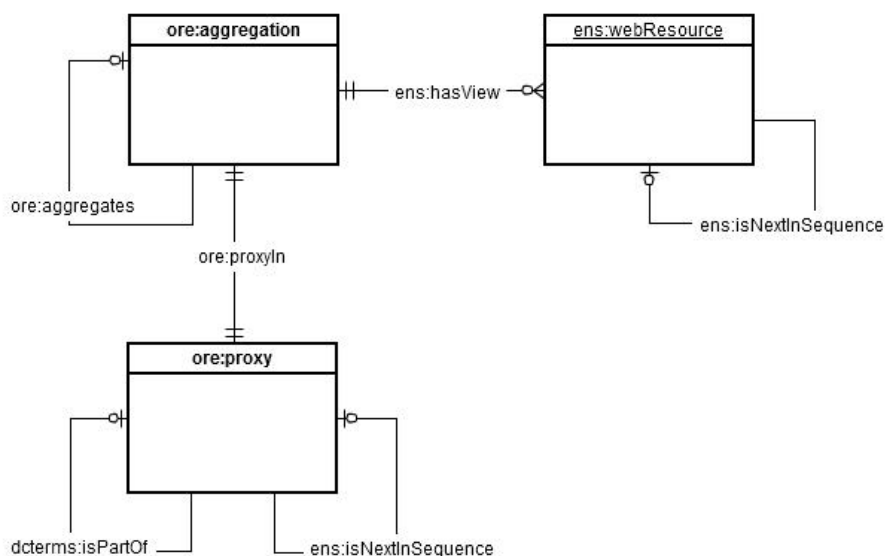 ore:aggregation
ens:webResource
ens:hasView
ore:aggregates
ens:isNextInSequence
ore:proxyIn
ore:proxy
dcterms:isPartOf
ens:isNextInSequence